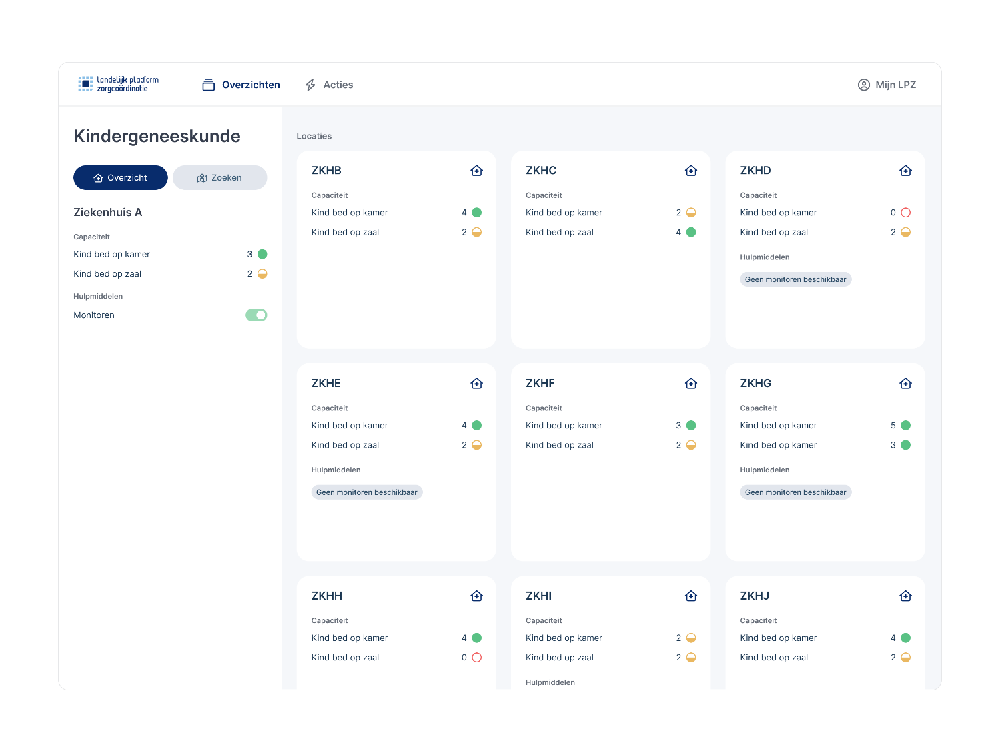 landelijk platform
zorgcoördinatie
Overzichten
Acties
Mijn LPZ
Kindergeneeskunde
Overzicht
Zoeken
Ziekenhuis A
Capaciteit
Kind bed op kamer 3
Kind bed op zaal 2
Hulpmiddelen
Monitoren
Locaties
ZKHB
Capaciteit
Kind bed op kamer 4
Kind bed op zaal 2
ZKHC
Capaciteit
Kind bed op kamer 2
Kind bed op zaal 4
ZKHD
Capaciteit
Kind bed op kamer 0
Kind bed op zaal 2
Hulpmiddelen
Geen monitoren beschikbaar
ZKHE
Capaciteit
Kind bed op kamer 4
Kind bed op zaal 2
Hulpmiddelen
Geen monitoren beschikbaar
ZKHF
Capaciteit
Kind bed op kamer 3
Kind bed op zaal 2
ZKHG
Capaciteit
Kind bed op kamer 5
Kind bed op kamer 3
Hulpmiddelen
Geen monitoren beschikbaar
ZKHH
Capaciteit
Kind bed op kamer 4
Kind bed op zaal 0
ZKHI
Capaciteit
Kind bed op kamer 2
Kind bed op zaal 2
Hulpmiddelen
ZKHJ
Capaciteit
Kind bed op kamer 4
Kind bed op zaal 2